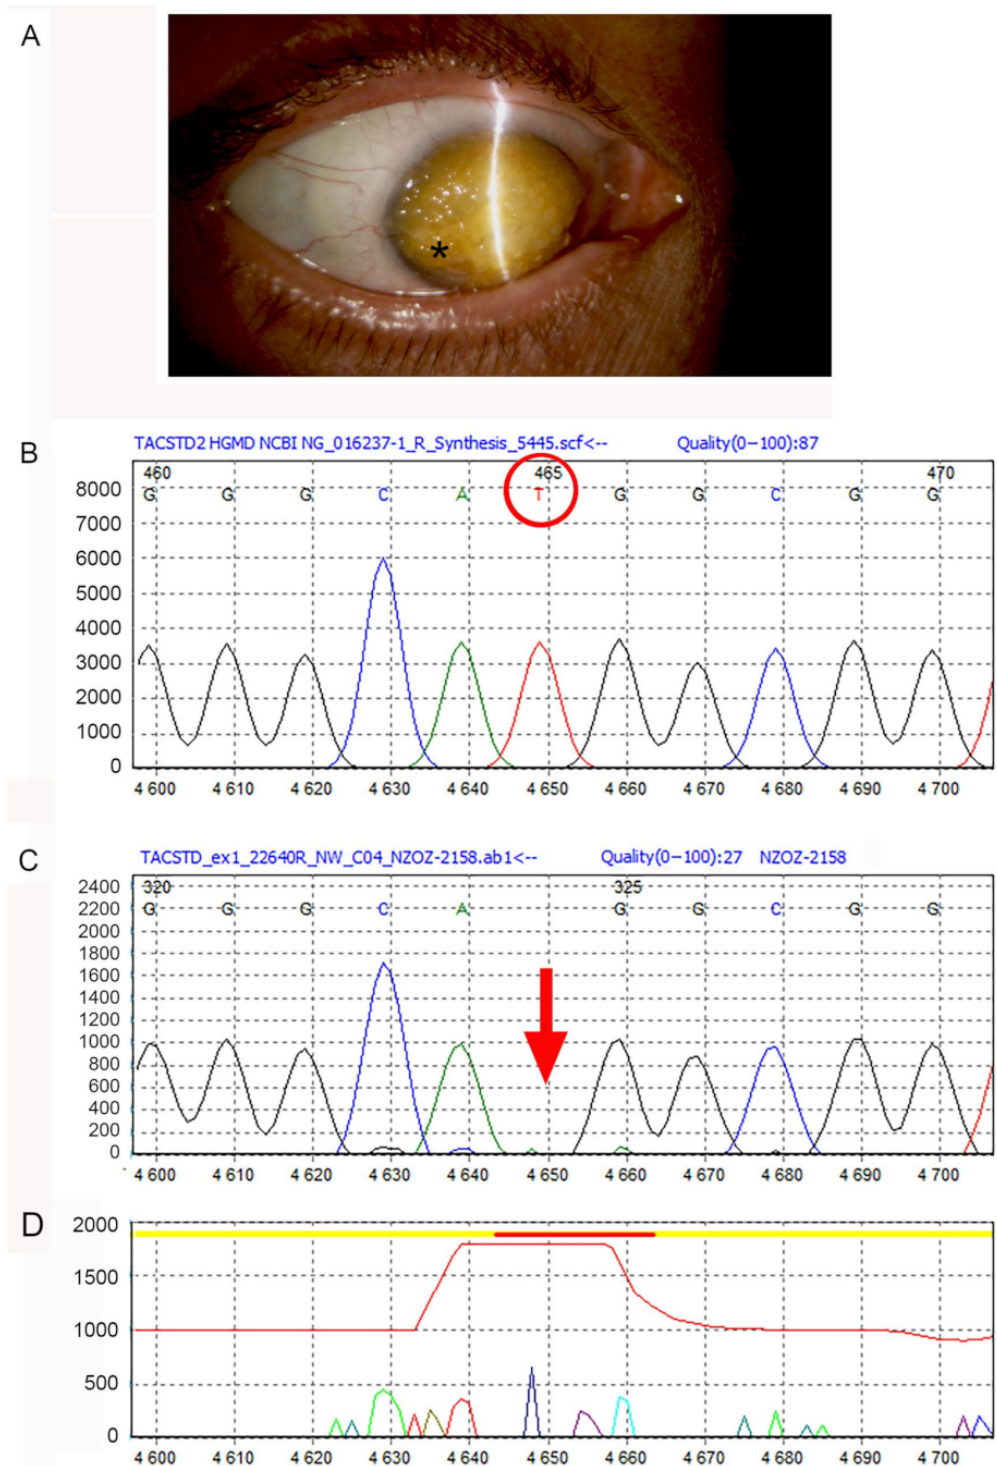 A
*
B
TACSTD2 HGMD NCBI NG_016237-1_R_Synthesis_5445.scf<-- Quality(0–100):87
460 465 470
G G G C A T G G C G G
8000
7000
6000
5000
4000
3000
2000
1000
0
4 600 4 610 4 620 4 630 4 640 4 650 4 660 4 670 4 680 4 690 4 700
C
TACSTD_ex1_22640R_NW_C04_NZOZ-2158.ab1<-- Quality(0–100):27 NZOZ-2158
320 325
G G G C A G G C G G
2400
2200
2000
1800
1600
1400
1200
1000
800
600
400
200
0
4 600 4 610 4 620 4 630 4 640 4 650 4 660 4 670 4 680 4 690 4 700
D
2000
1500
1000
500
0
4 600 4 610 4 620 4 630 4 640 4 650 4 660 4 670 4 680 4 690 4 700